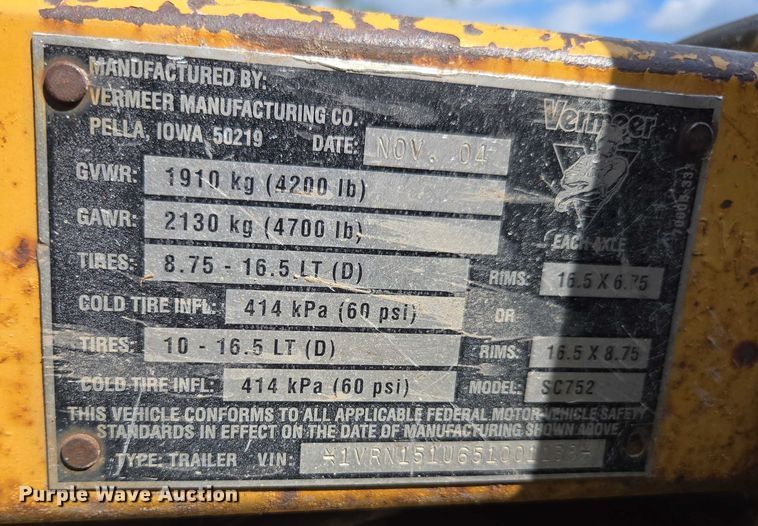 MANUFACTURED BY:
VERMEER MANUFACTURING CO.
PELLA, IOWA 50219 DATE: NOV. 04
Vermeer
GVWR: 1910 kg (4200 lb)
GAWR: 2130 kg (4700 lb) EACH AXLE
TIRES: 8.75 - 16.5 LT (D) RIMS: 16.5 X 6.75
COLD TIRE INFL: 414 kPa (60 psi) OR
TIRES: 10 - 16.5 LT (D) RIMS: 16.5 X 8.75
COLD TIRE INFL: 414 kPa (60 psi) MODEL: SC752
THIS VEHICLE CONFORMS TO ALL APPLICABLE FEDERAL MOTOR VEHICLE SAFETY
STANDARDS IN EFFECT ON THE DATE OF MANUFACTURING SHOWN ABOVE
TYPE: TRAILER VIN:
Purple Wave Auction